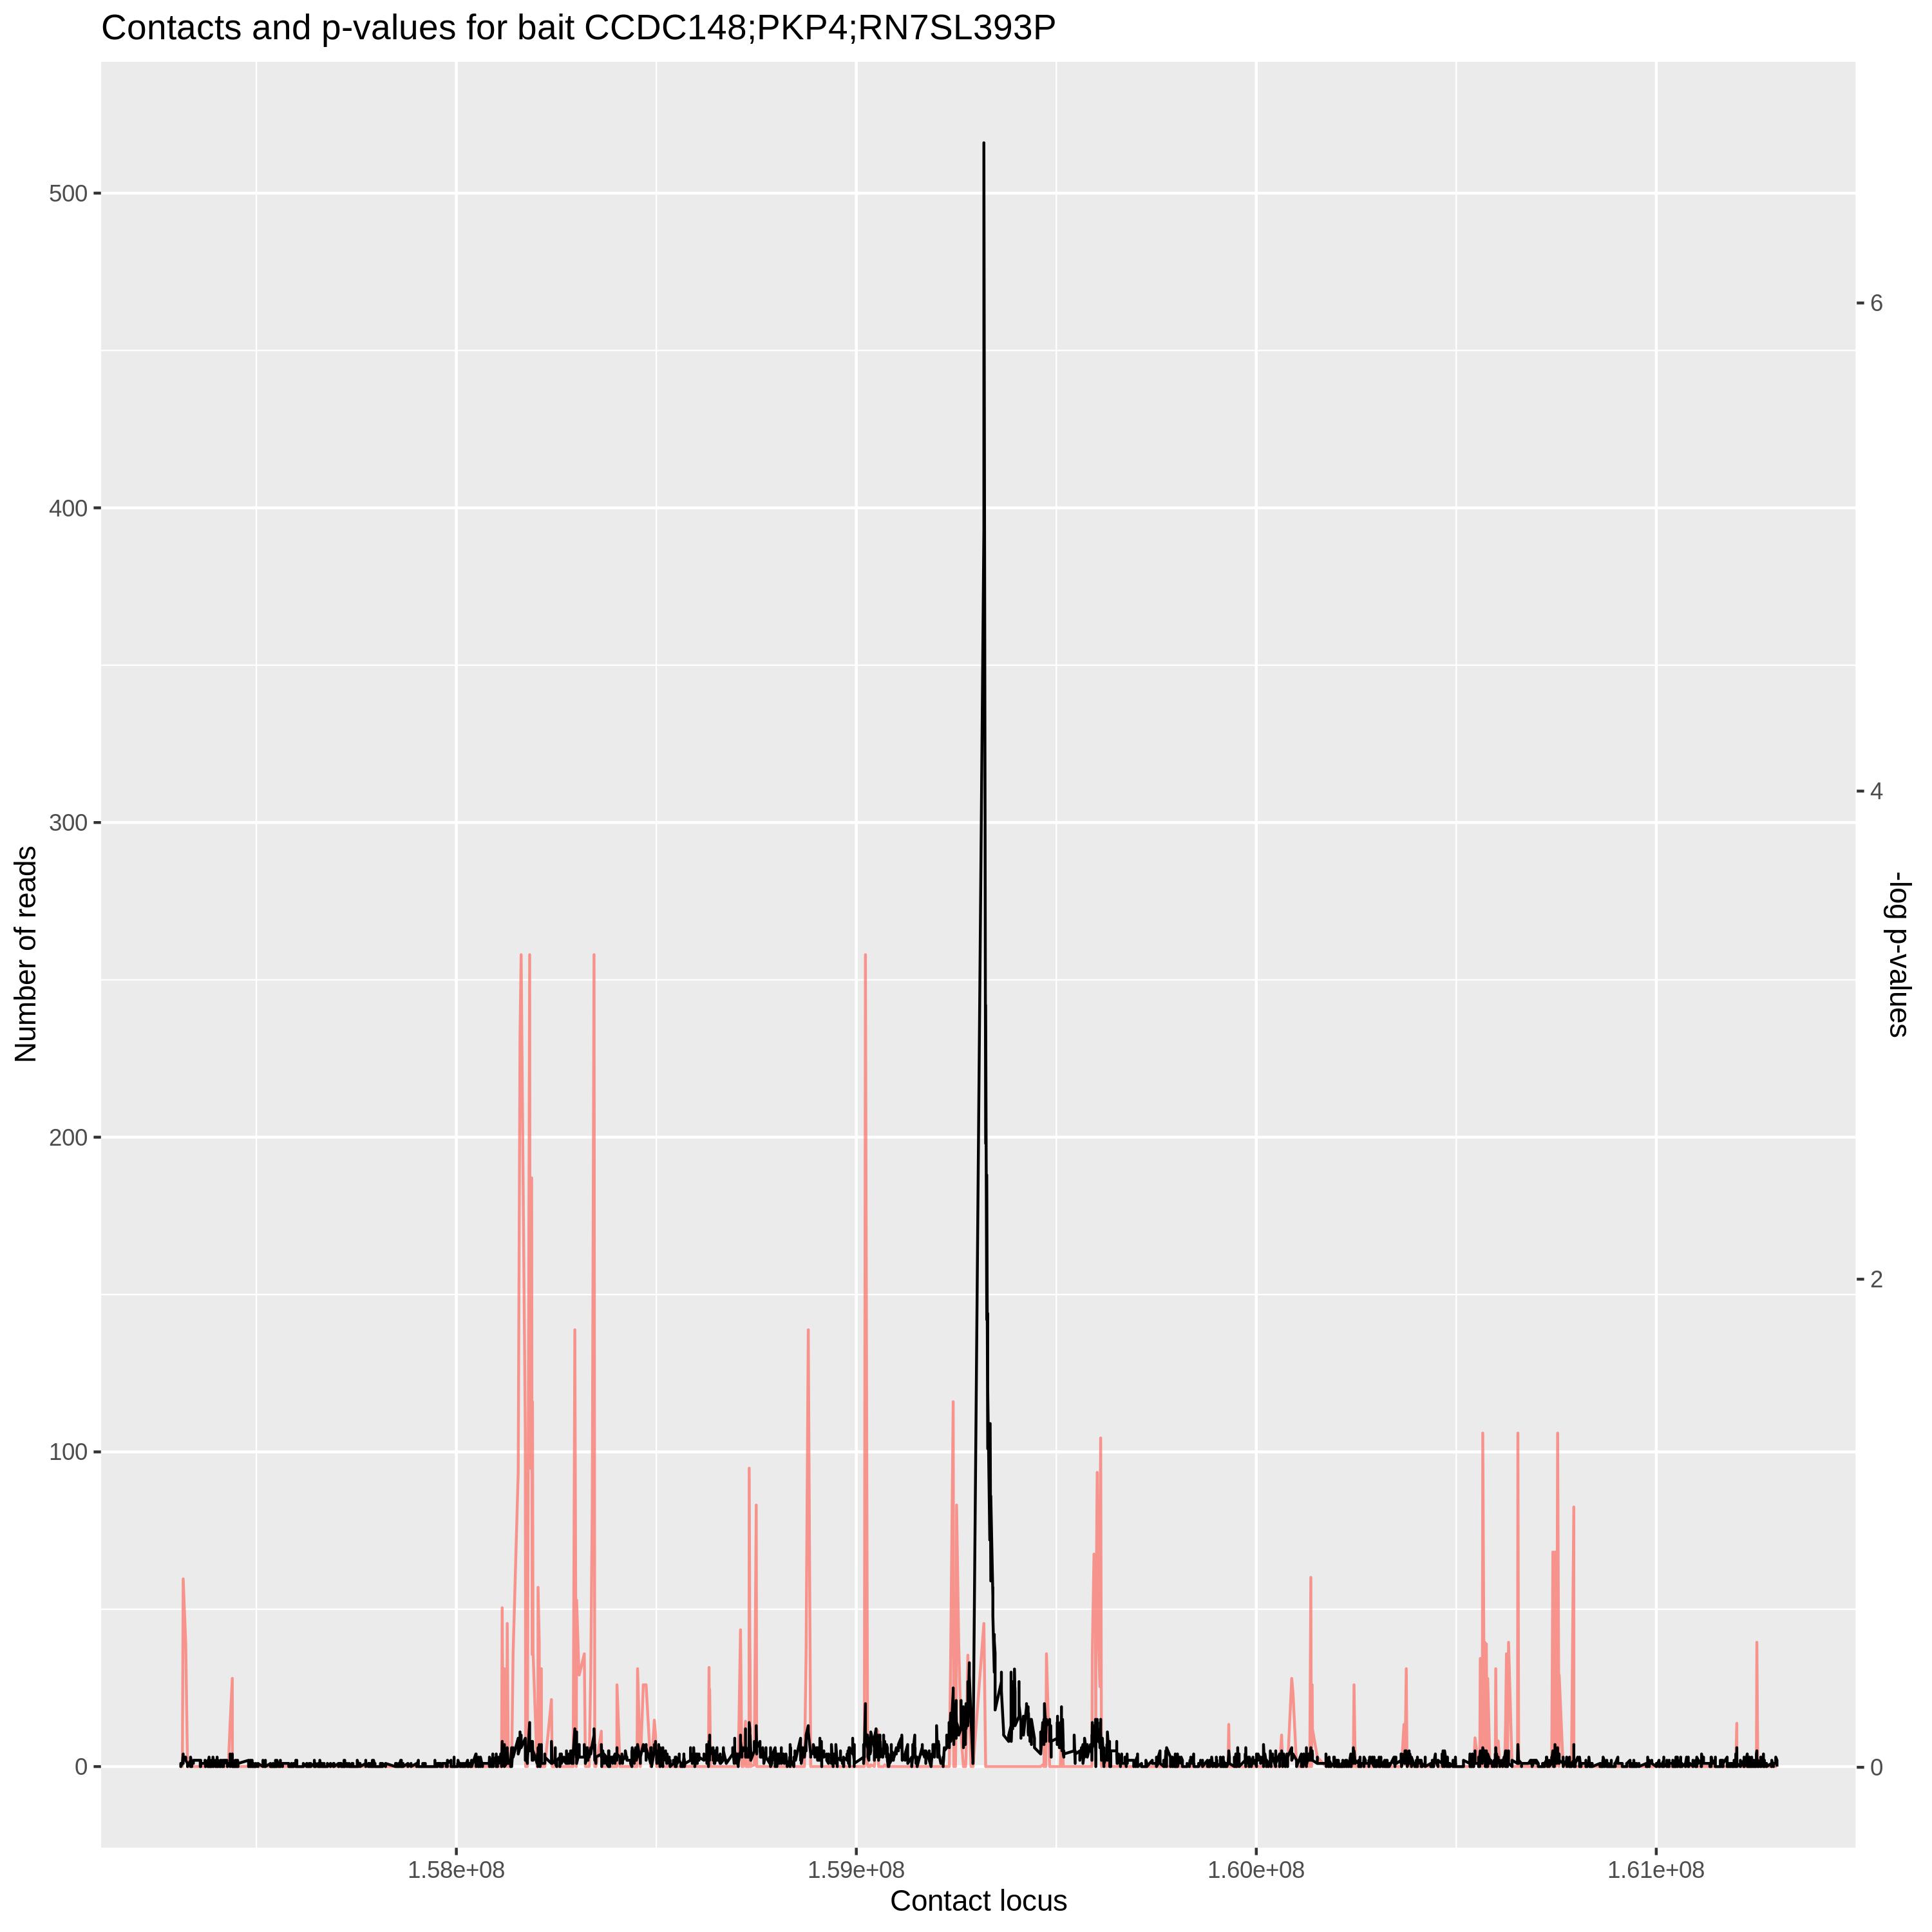 Contacts and p-values for bait CCDC148;PKP4;RN7SL393P
500
400
300
200
100
0
Number of reads
6
4
2
0
-log p-values
1.58e+08 1.59e+08 1.60e+08 1.61e+08
Contact locus